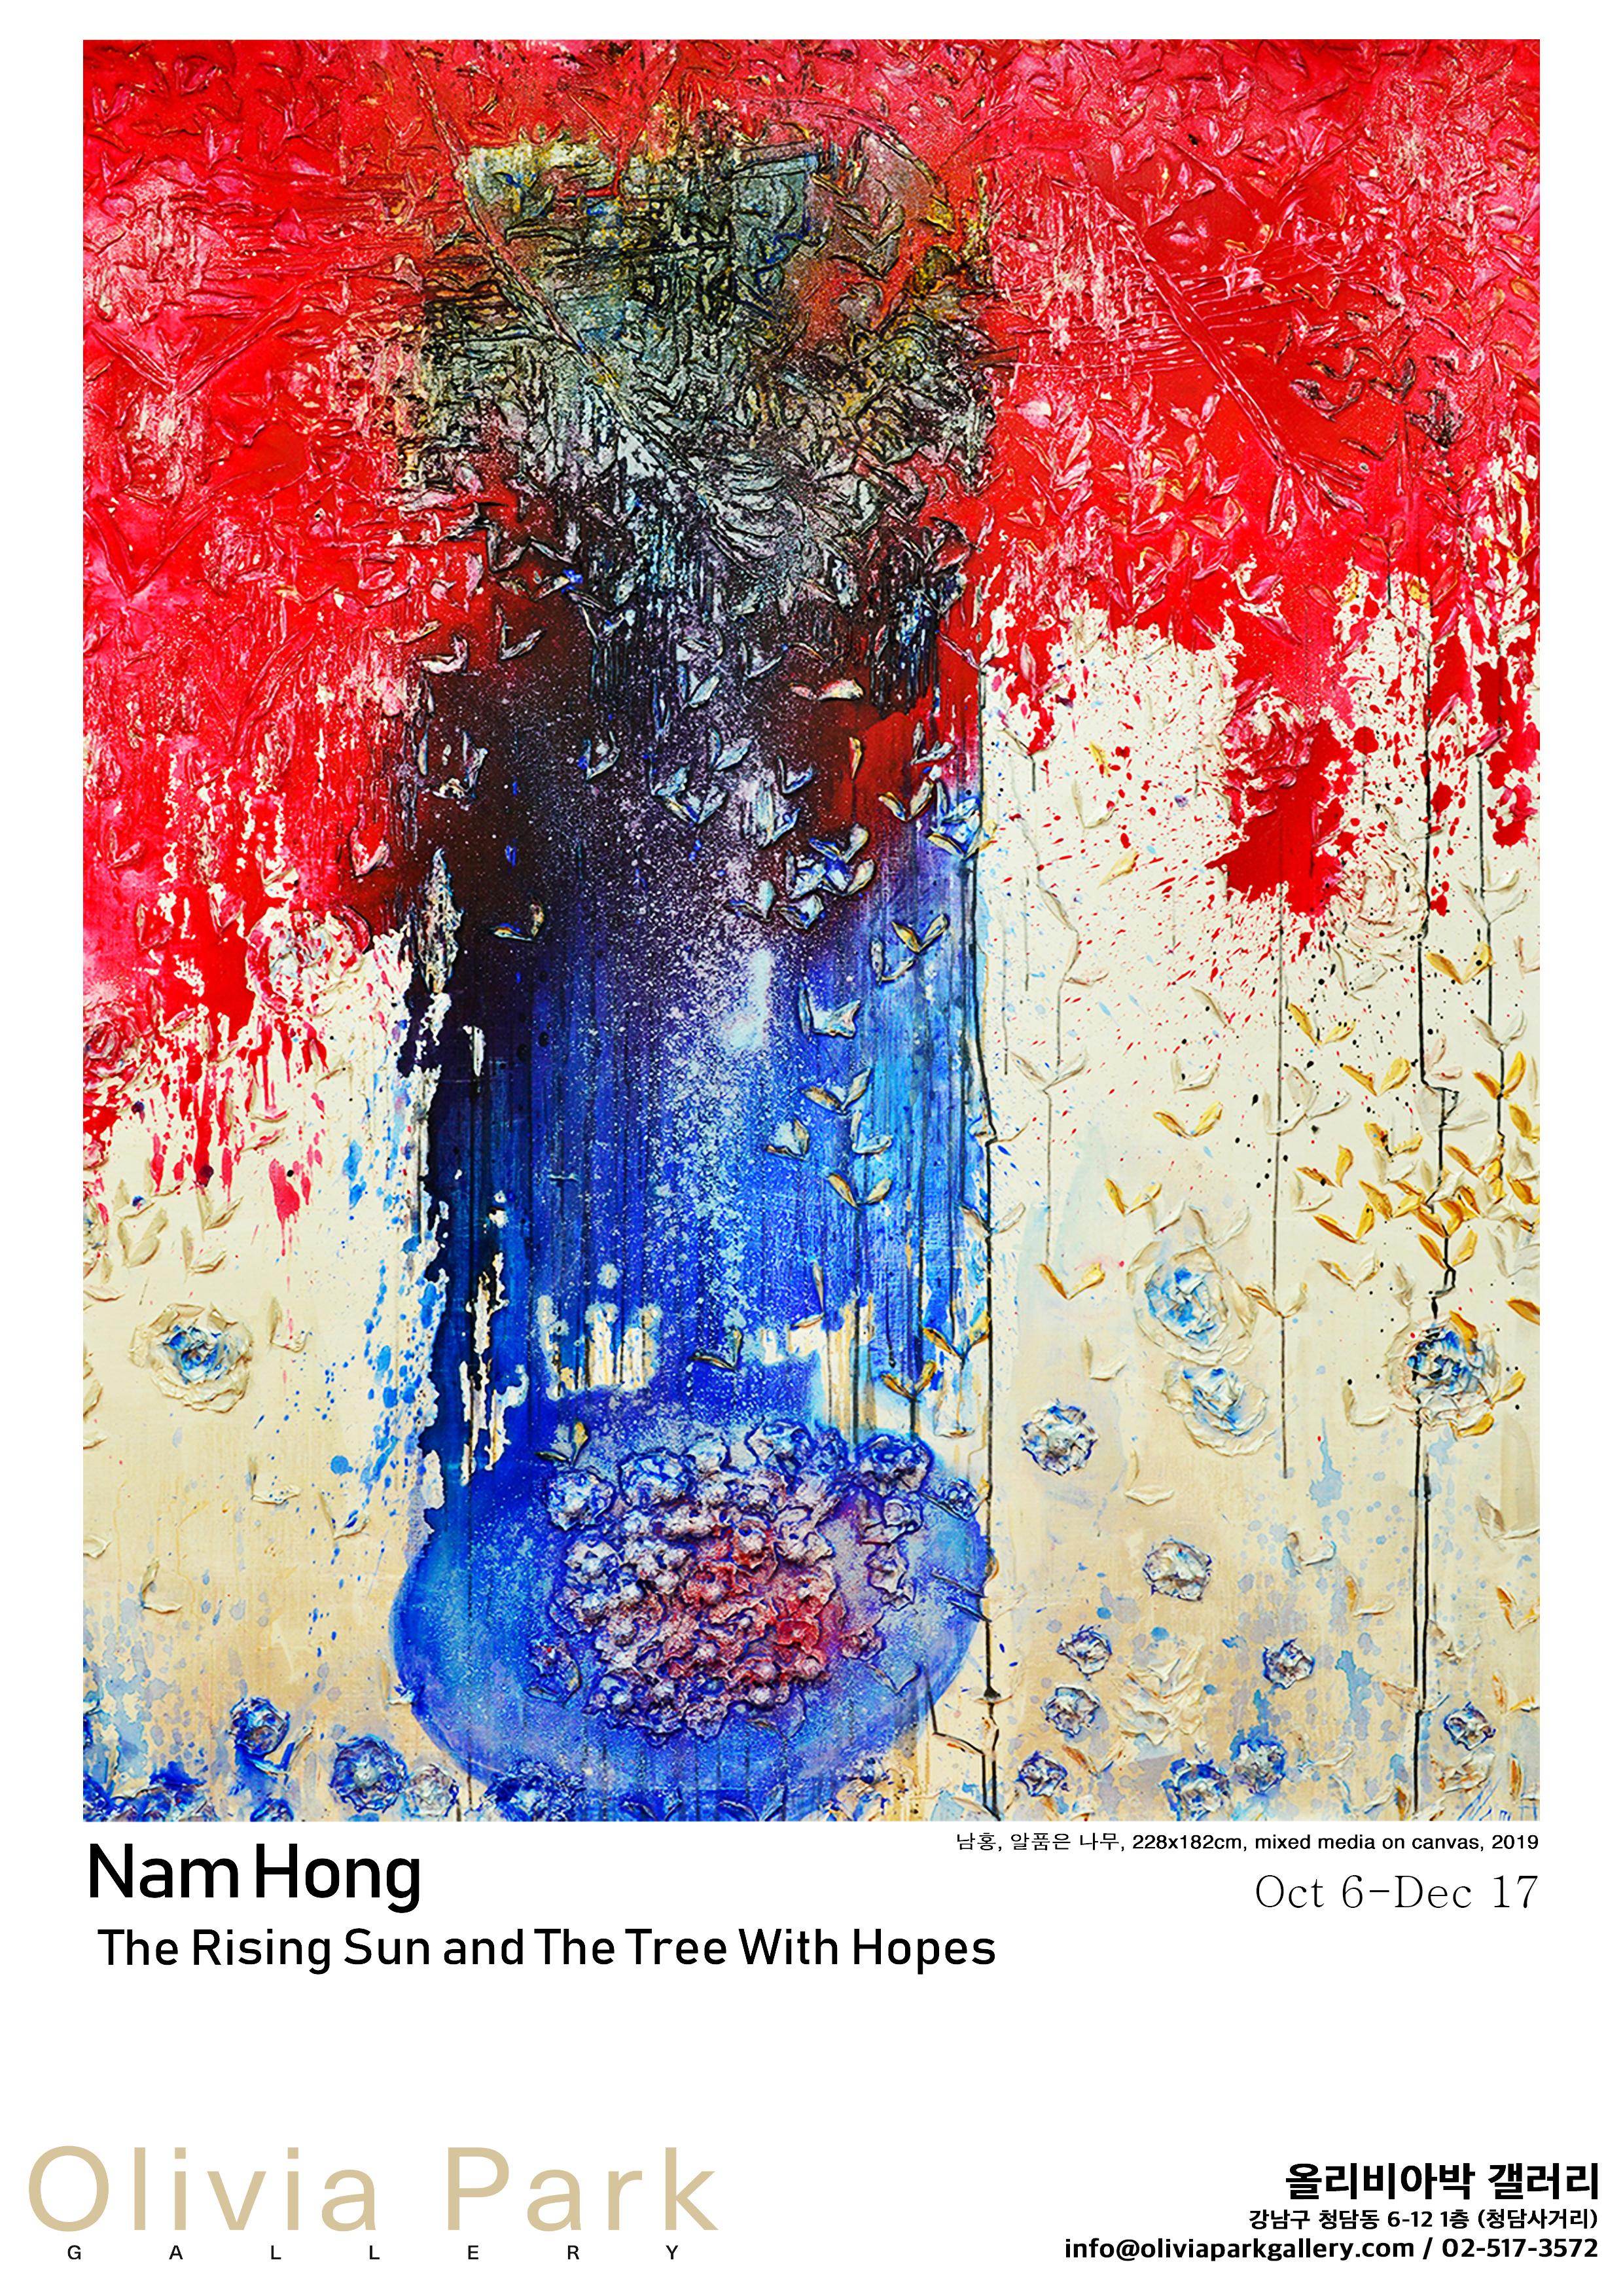 남홍, 알품은 나무, 228x182cm, mixed media on canvas, 2019
Nam Hong
Oct 6-Dec 17
The Rising Sun and The Tree With Hopes
Olivia Park
GALLERY
올리비아박 갤러리
강남구 청담동 6-12 1층 (청담사거리)
info@oliviaparkgallery.com / 02-517-3572